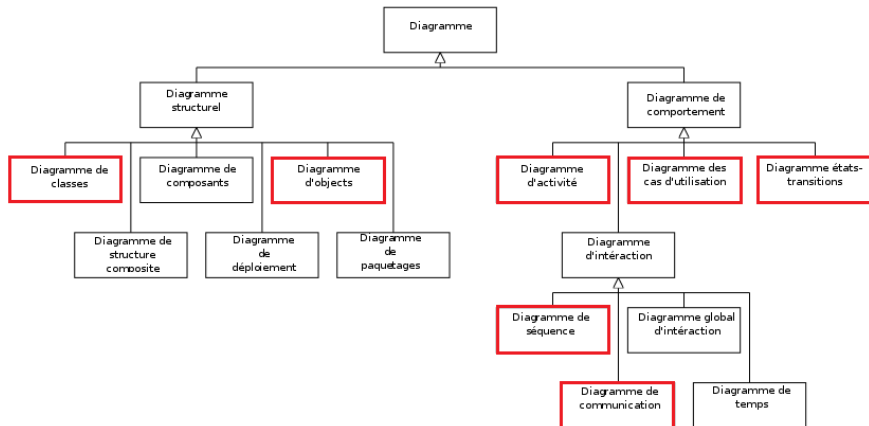 Diagramme
Diagramme
structurel
Diagramme de
comportement
Diagramme de
classes
Diagramme de
composants
Diagramme
d'objects
Diagramme
d'activité
Diagramme des
cas d'utilisation
Diagramme états-
transitions
Diagramme de
structure
composite
Diagramme
de
déploiement
Diagramme
de
paquetages
Diagramme
d'intéraction
Diagramme de
séquence
Diagramme global
d'intéraction
Diagramme de
communication
Diagramme de
temps